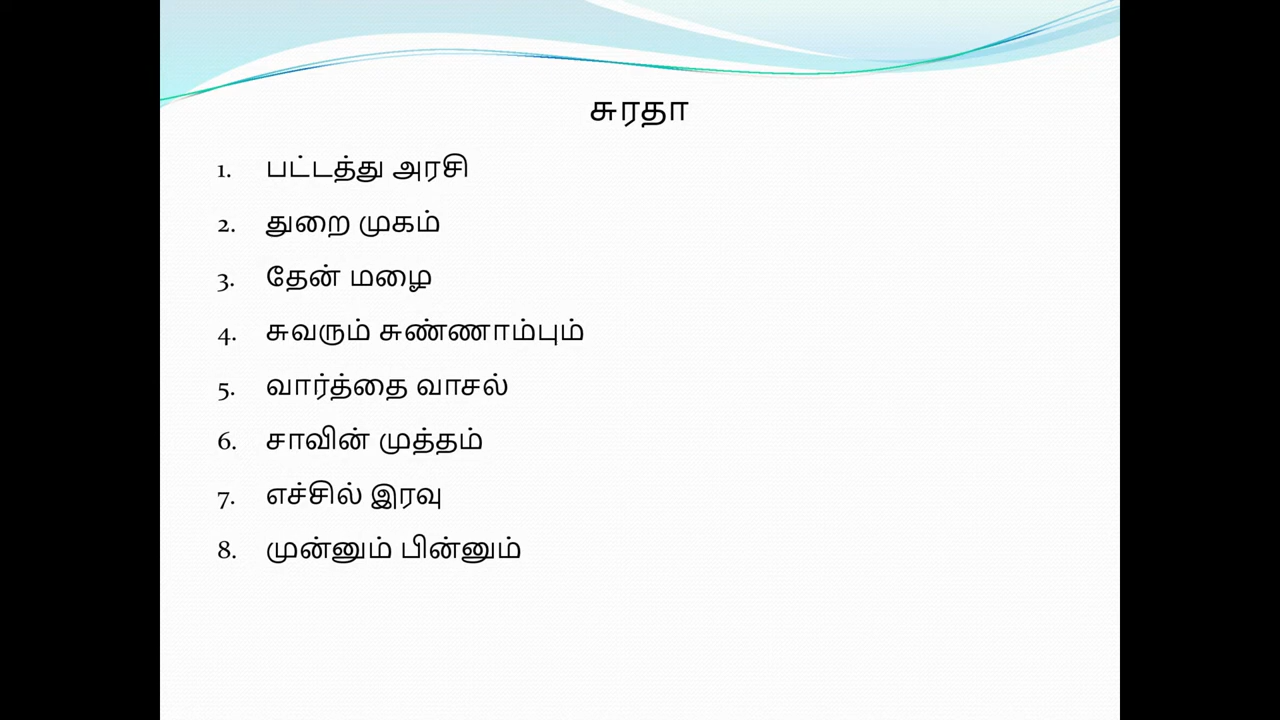 சுரதா
1. பட்டத்து அரசி
2. துறை முகம்
3. தேன் மழை
4. சுவரும் சுண்ணாம்பும்
5. வார்த்தை வாசல்
6. சாவின் முத்தம்
7. எச்சில் இரவு
8. முன்னும் பின்னும்